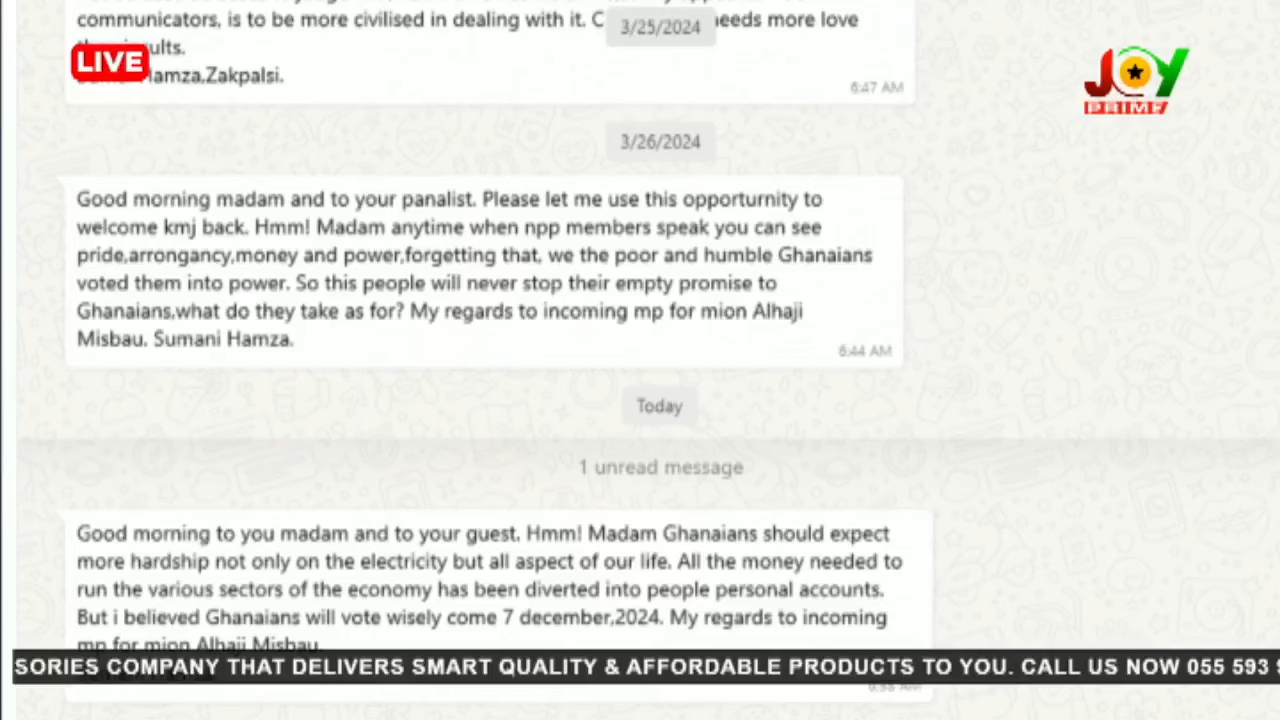 communicators, is to be more civilised in dealing with it.
needs more love
3/25/2024
LIVE
Hamza,Zakpalsi.
6:47 AM
JOY
PRIME
3/26/2024
Good morning madam and to your panalist. Please let me use this opporturnity to
welcome kmj back. Hmm! Madam anytime when npp members speak you can see
pride,arrongancy,money and power,forgetting that, we the poor and humble Ghanaians
voted them into power. So this people will never stop their empty promise to
Ghanaians,what do they take as for? My regards to incoming mp for mion Alhaji
Misbau. Sumani Hamza.
6:44 AM
Today
1 unread message
Good morning to you madam and to your guest. Hmm! Madam Ghanaians should expect
more hardship not only on the electricity but all aspect of our life. All the money needed to
run the various sectors of the economy has been diverted into people personal accounts.
But i believed Ghanaians will vote wisely come 7 december,2024. My regards to incoming
mp for mion Alhaji Misbau.
SORIES COMPANY THAT DELIVERS SMART QUALITY & AFFORDABLE PRODUCTS TO YOU. CALL US NOW 055 593